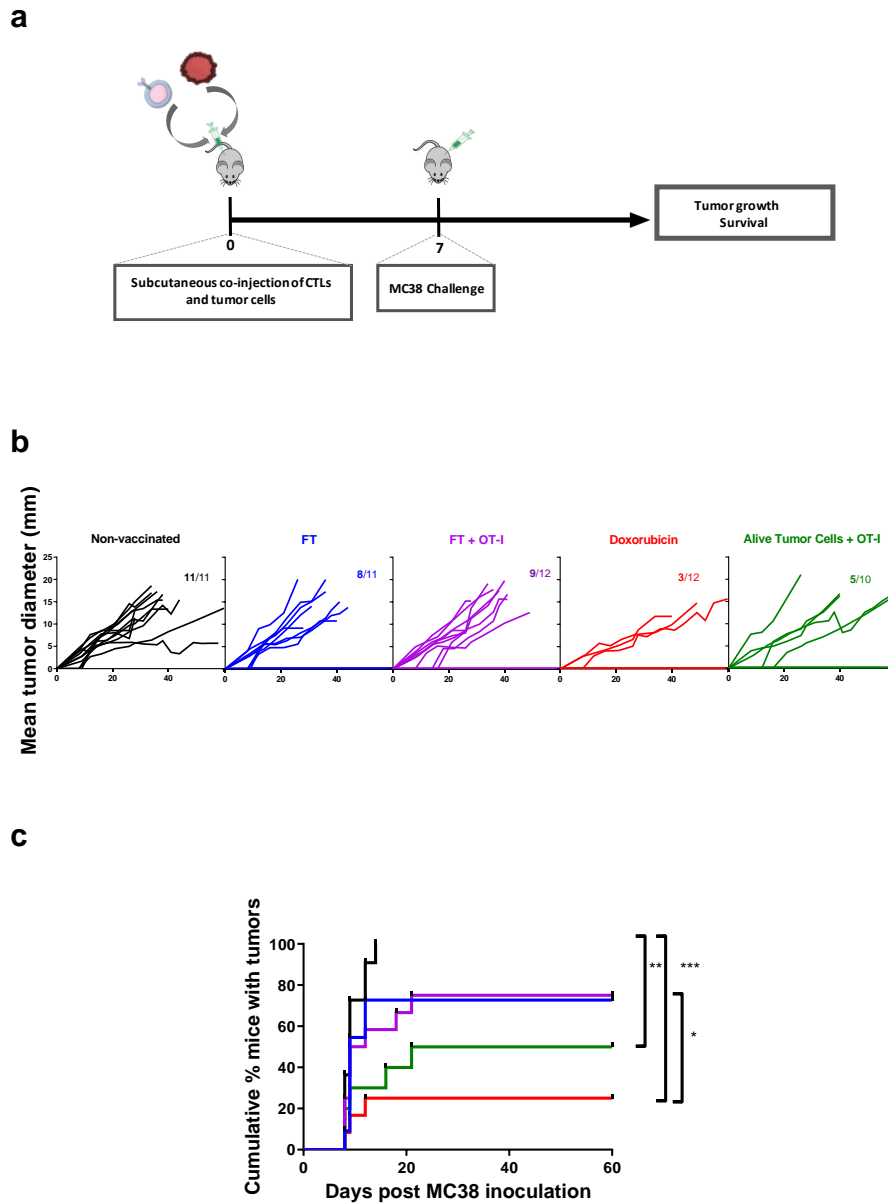 a
0
7
Subcutaneous co-injection of CTLs
and tumor cells
MC38 Challenge
Tumor growth
Survival
b
Mean tumor diameter (mm)
Non-vaccinated
FT
FT + OT-I
Doxorubicin
Alive Tumor Cells + OT-I
11/11
8/11
9/12
3/12
5/10
25
20
15
10
5
0
0 20 40
0 20 40
0 20 40
0 20 40
0 20 40
c
Cumulative % mice with tumors
100
80
60
40
20
0
0 20 40 60
Days post MC38 inoculation
**
***
*